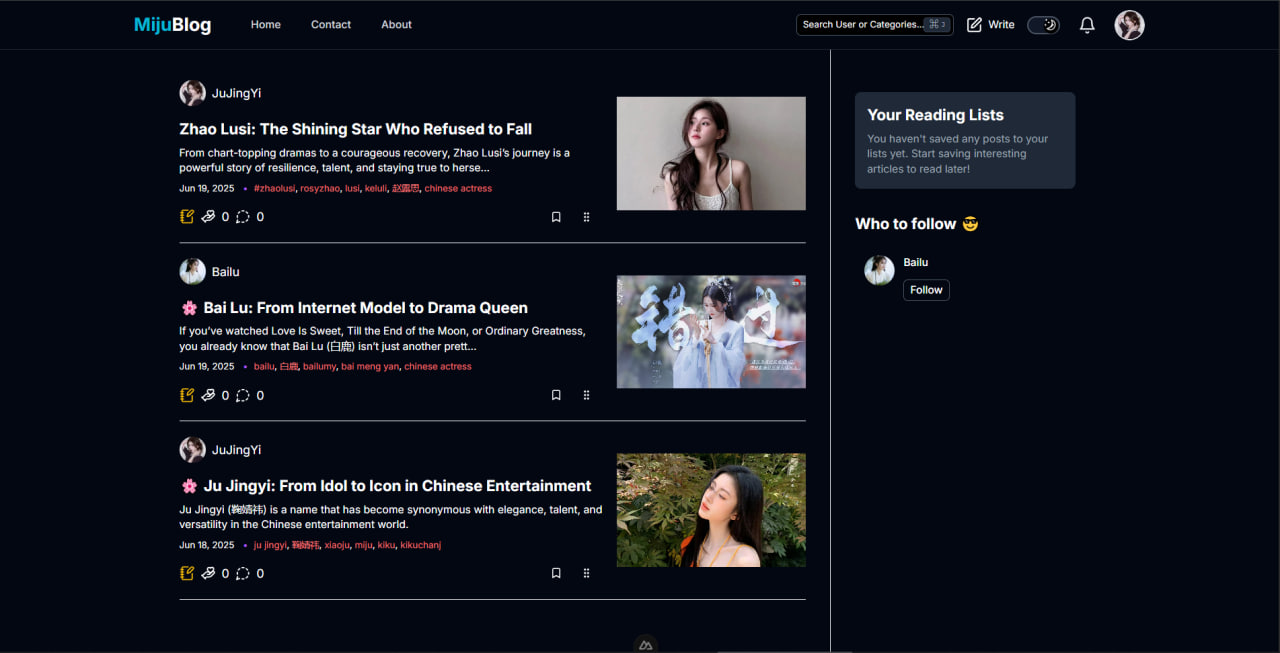 MijuBlog
Home
Contact
About
Search User or Categories...
⌘ 3
Write
JuJingYi
Zhao Lusi: The Shining Star Who Refused to Fall
From chart-topping dramas to a courageous recovery, Zhao Lusi's journey is a
powerful story of resilience, talent, and staying true to herse...
Jun 19, 2025 • #zhaolusi, rosyzhao, lusi, keluli, 赵露思, chinese actress
0 0
Bailu
🌸 Bai Lu: From Internet Model to Drama Queen
If you've watched Love Is Sweet, Till the End of the Moon, or Ordinary Greatness,
you already know that Bai Lu (白鹿) isn't just another prett...
Jun 19, 2025 • bailu, 白鹿, bailumy, bai meng yan, chinese actress
0 0
错过
JuJingYi
🌸 Ju Jingyi: From Idol to Icon in Chinese Entertainment
Ju Jingyi (鞠婧祎) is a name that has become synonymous with elegance, talent, and
versatility in the Chinese entertainment world.
Jun 18, 2025 • ju jingyi, 鞠婧祎, xiaoju, miju, kiku, kikuchanj
0 0
Your Reading Lists
You haven't saved any posts to your
lists yet. Start saving interesting
articles to read later!
Who to follow 😎
Bailu
Follow